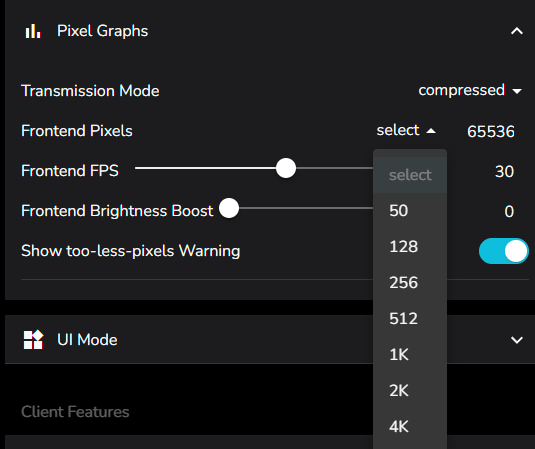 Pixel Graphs
Transmission Mode compressed
Frontend Pixels select 65536
Frontend FPS 30
select
Frontend Brightness Boost 0
50
128
Show too-less-pixels Warning
256
512
UI Mode
1K
2K
Client Features
4K